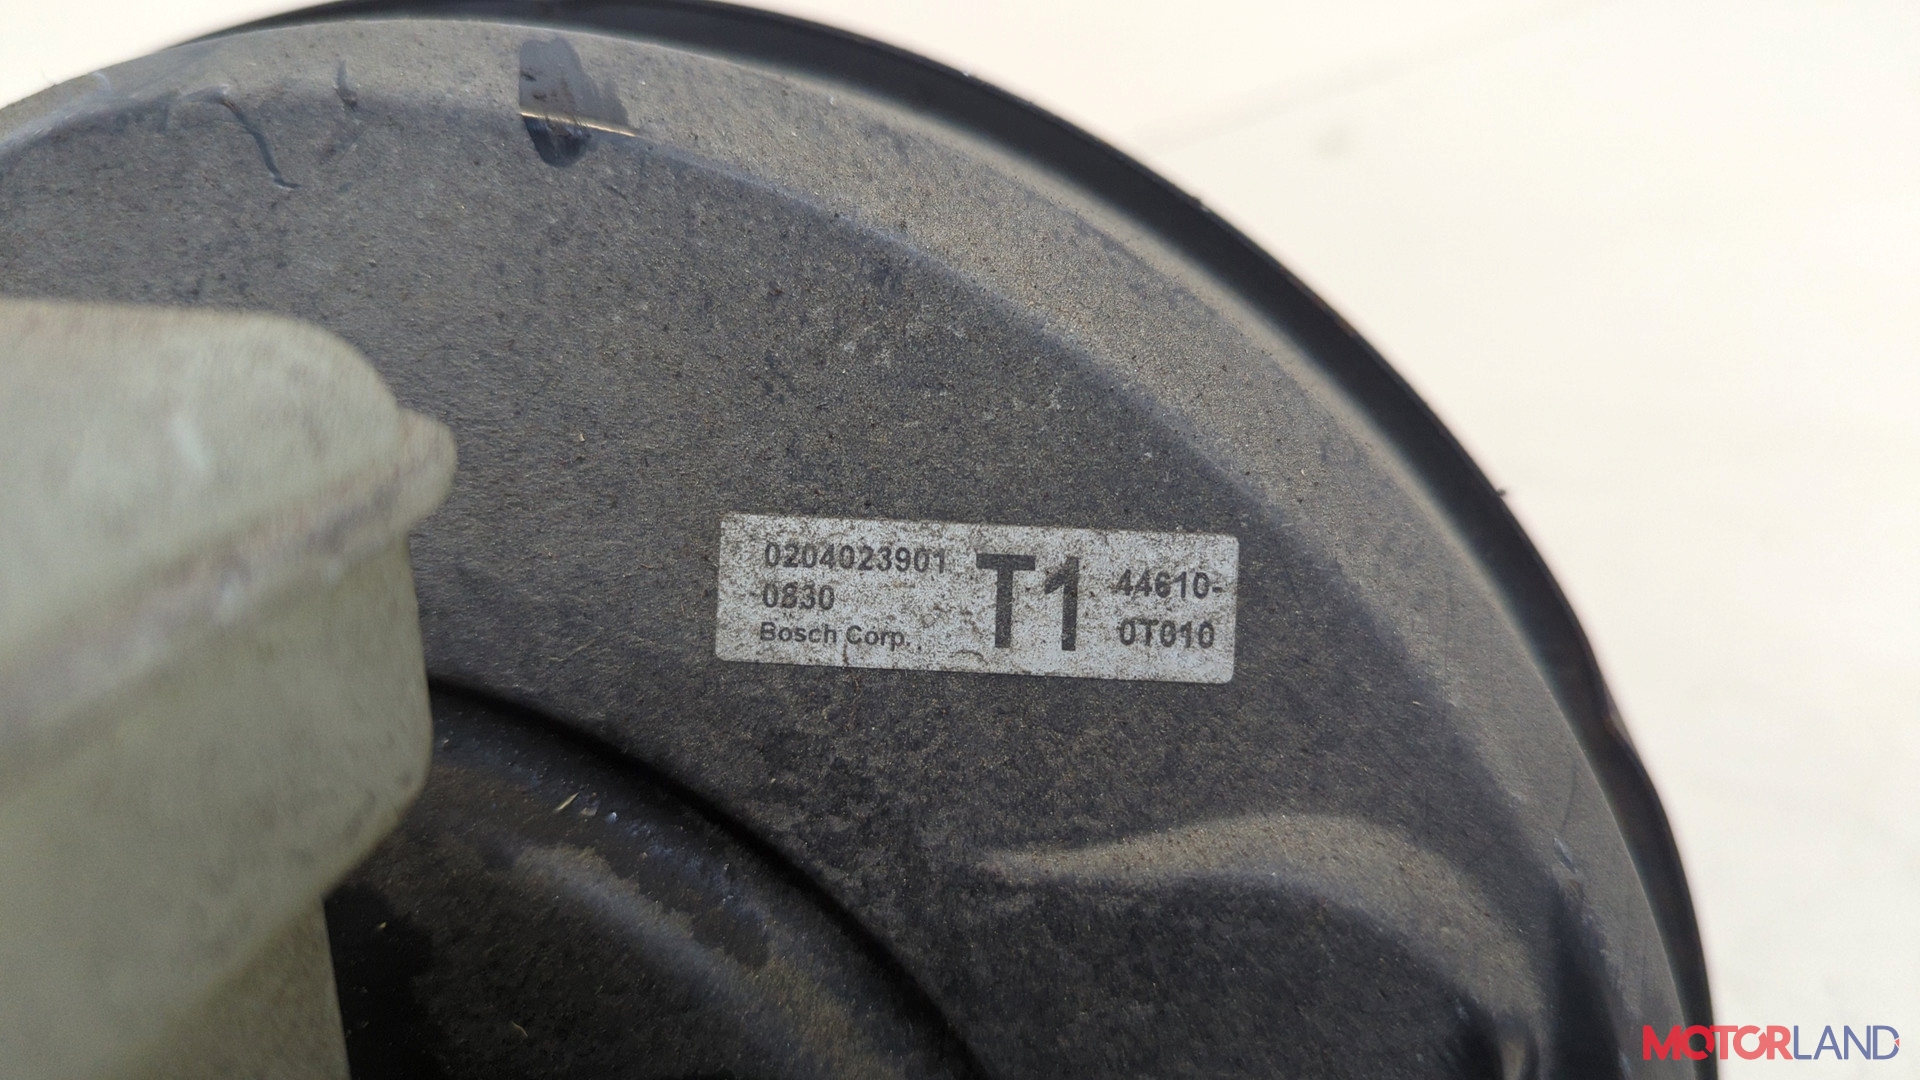 0204023901
0830
Bosch Corp.
T1
44610-
0T010
MOTORLAND